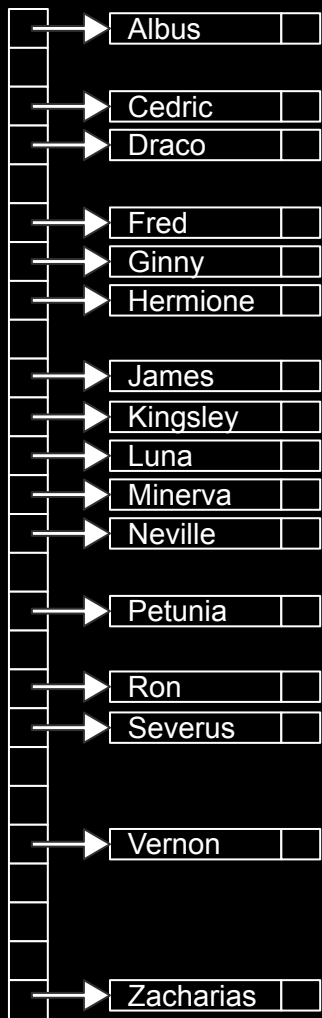 Albus
Cedric
Draco
Fred
Ginny
Hermione
James
Kingsley
Luna
Minerva
Neville
Petunia
Ron
Severus
Vernon
Zacharias